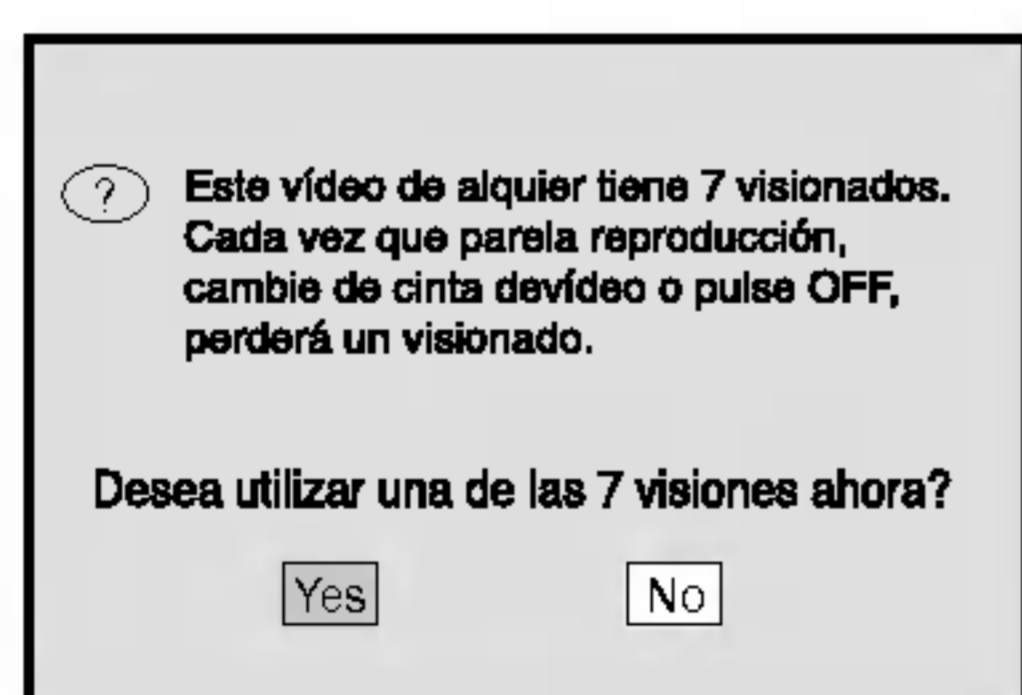 ?
Este vídeo de alquier tiene 7 visionados.
Cada vez que parela reproducción,
cambie de cinta devídeo o pulse OFF,
perderá un visionado.
Desea utilizar una de las 7 visiones ahora?
Yes No